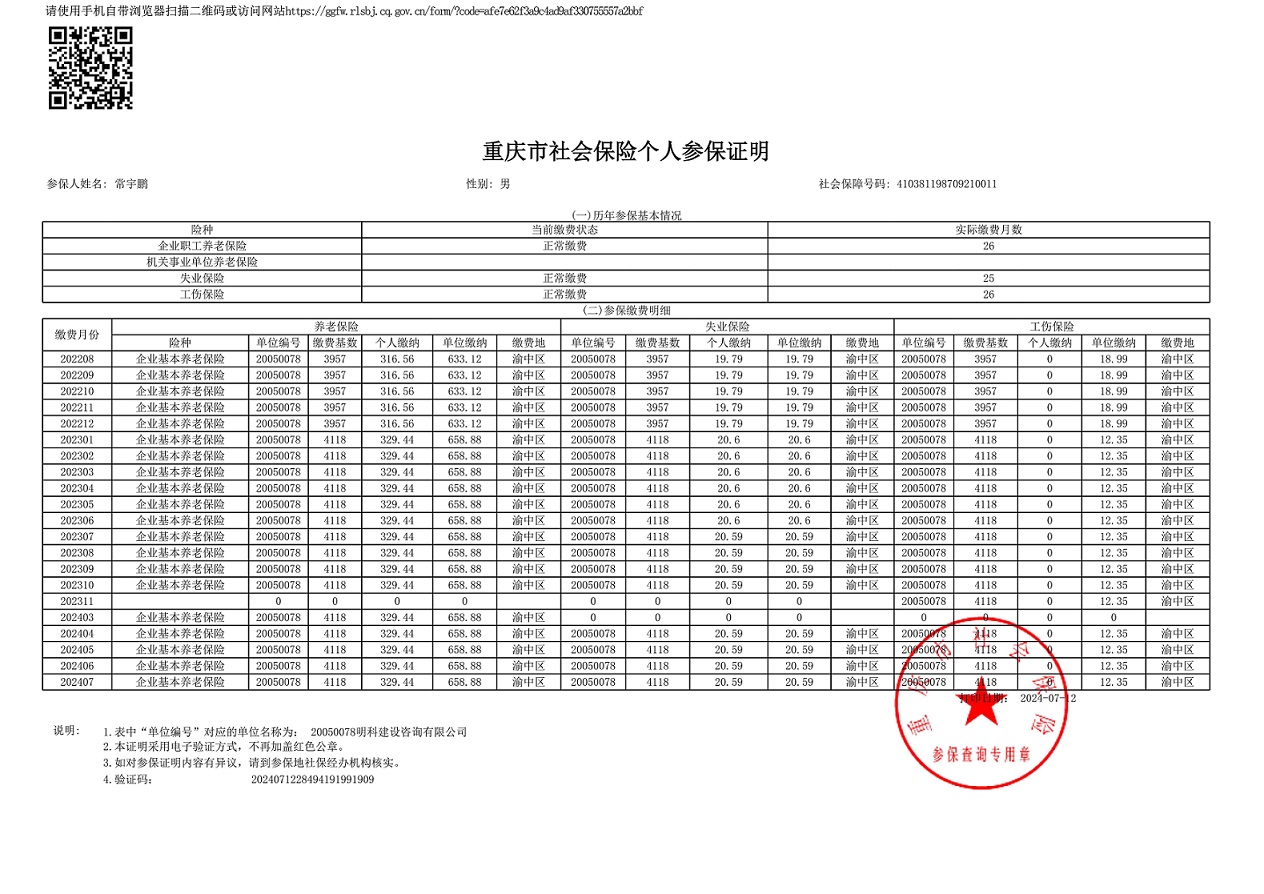 请使用手机自带浏览器扫描二维码或访问网站https://ggfw.rlsbj.cq.gov.cn/form/?code=afe7e62f3a9c4ad9af330755557a2bbf
重庆市社会保险个人参保证明
参保人姓名: 常宇鹏 性别: 男 社会保障号码: 410381198709210011
(一)历年参保基本情况
险种 当前缴费状态 实际缴费月数
企业职工养老保险 正常缴费 26
机关事业单位养老保险
失业保险 正常缴费 25
工伤保险 正常缴费 26
(二)参保缴费明细
缴费月份 养老保险 失业保险 工伤保险
险种 单位编号 缴费基数 个人缴纳 单位缴纳 缴费地 单位编号 缴费基数 个人缴纳 单位缴纳 缴费地 单位编号 缴费基数 个人缴纳 单位缴纳 缴费地
202208 企业基本养老保险 20050078 3957 316.56 633.12 渝中区 20050078 3957 19.79 19.79 渝中区 20050078 3957 0 18.99 渝中区
202209 企业基本养老保险 20050078 3957 316.56 633.12 渝中区 20050078 3957 19.79 19.79 渝中区 20050078 3957 0 18.99 渝中区
202210 企业基本养老保险 20050078 3957 316.56 633.12 渝中区 20050078 3957 19.79 19.79 渝中区 20050078 3957 0 18.99 渝中区
202211 企业基本养老保险 20050078 3957 316.56 633.12 渝中区 20050078 3957 19.79 19.79 渝中区 20050078 3957 0 18.99 渝中区
202212 企业基本养老保险 20050078 3957 316.56 633.12 渝中区 20050078 3957 19.79 19.79 渝中区 20050078 3957 0 18.99 渝中区
202301 企业基本养老保险 20050078 4118 329.44 658.88 渝中区 20050078 4118 20.6 20.6 渝中区 20050078 4118 0 12.35 渝中区
202302 企业基本养老保险 20050078 4118 329.44 658.88 渝中区 20050078 4118 20.6 20.6 渝中区 20050078 4118 0 12.35 渝中区
202303 企业基本养老保险 20050078 4118 329.44 658.88 渝中区 20050078 4118 20.6 20.6 渝中区 20050078 4118 0 12.35 渝中区
202304 企业基本养老保险 20050078 4118 329.44 658.88 渝中区 20050078 4118 20.6 20.6 渝中区 20050078 4118 0 12.35 渝中区
202305 企业基本养老保险 20050078 4118 329.44 658.88 渝中区 20050078 4118 20.6 20.6 渝中区 20050078 4118 0 12.35 渝中区
202306 企业基本养老保险 20050078 4118 329.44 658.88 渝中区 20050078 4118 20.6 20.6 渝中区 20050078 4118 0 12.35 渝中区
202307 企业基本养老保险 20050078 4118 329.44 658.88 渝中区 20050078 4118 20.59 20.59 渝中区 20050078 4118 0 12.35 渝中区
202308 企业基本养老保险 20050078 4118 329.44 658.88 渝中区 20050078 4118 20.59 20.59 渝中区 20050078 4118 0 12.35 渝中区
202309 企业基本养老保险 20050078 4118 329.44 658.88 渝中区 20050078 4118 20.59 20.59 渝中区 20050078 4118 0 12.35 渝中区
202310 企业基本养老保险 20050078 4118 329.44 658.88 渝中区 20050078 4118 20.59 20.59 渝中区 20050078 4118 0 12.35 渝中区
202311 0 0 0 0 0 0 0 0 20050078 4118 0 12.35 渝中区
202403 企业基本养老保险 20050078 4118 329.44 658.88 渝中区 0 0 0 0 0 0 0 0
202404 企业基本养老保险 20050078 4118 329.44 658.88 渝中区 20050078 4118 20.59 20.59 渝中区 20050078 4118 0 12.35 渝中区
202405 企业基本养老保险 20050078 4118 329.44 658.88 渝中区 20050078 4118 20.59 20.59 渝中区 20050078 4118 0 12.35 渝中区
202406 企业基本养老保险 20050078 4118 329.44 658.88 渝中区 20050078 4118 20.59 20.59 渝中区 20050078 4118 0 12.35 渝中区
202407 企业基本养老保险 20050078 4118 329.44 658.88 渝中区 20050078 4118 20.59 20.59 渝中区 20050078 4118 0 12.35 渝中区
打印日期: 2024-07-12
重庆市社会保险
参保查询专用章
说明: 1.表中“单位编号”对应的单位名称为: 20050078明科建设咨询有限公司
2.本证明采用电子验证方式，不再加盖红色公章。
3.如对参保证明内容有异议，请到参保地社保经办机构核实。
4.验证码: 2024071228494191991909